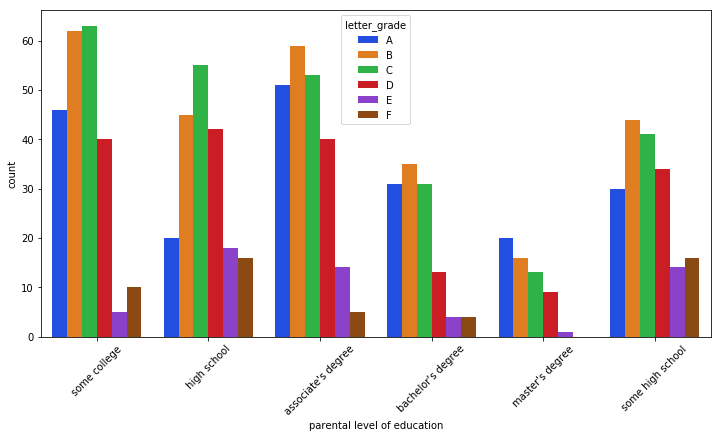 letter_grade
A
B
C
D
E
F
60
50
40
30
20
10
0
count
some college
high school
associate's degree
bachelor's degree
master's degree
some high school
parental level of education